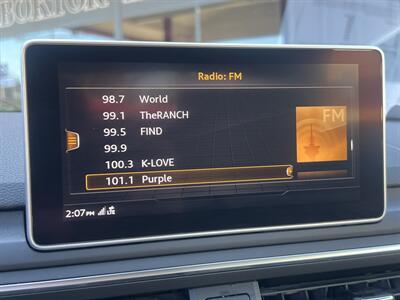 Radio: FM
98.7 World
99.1 TheRANCH
99.5 FIND
99.9
100.3 K-LOVE
101.1 Purple
FM
2:07PM LTE